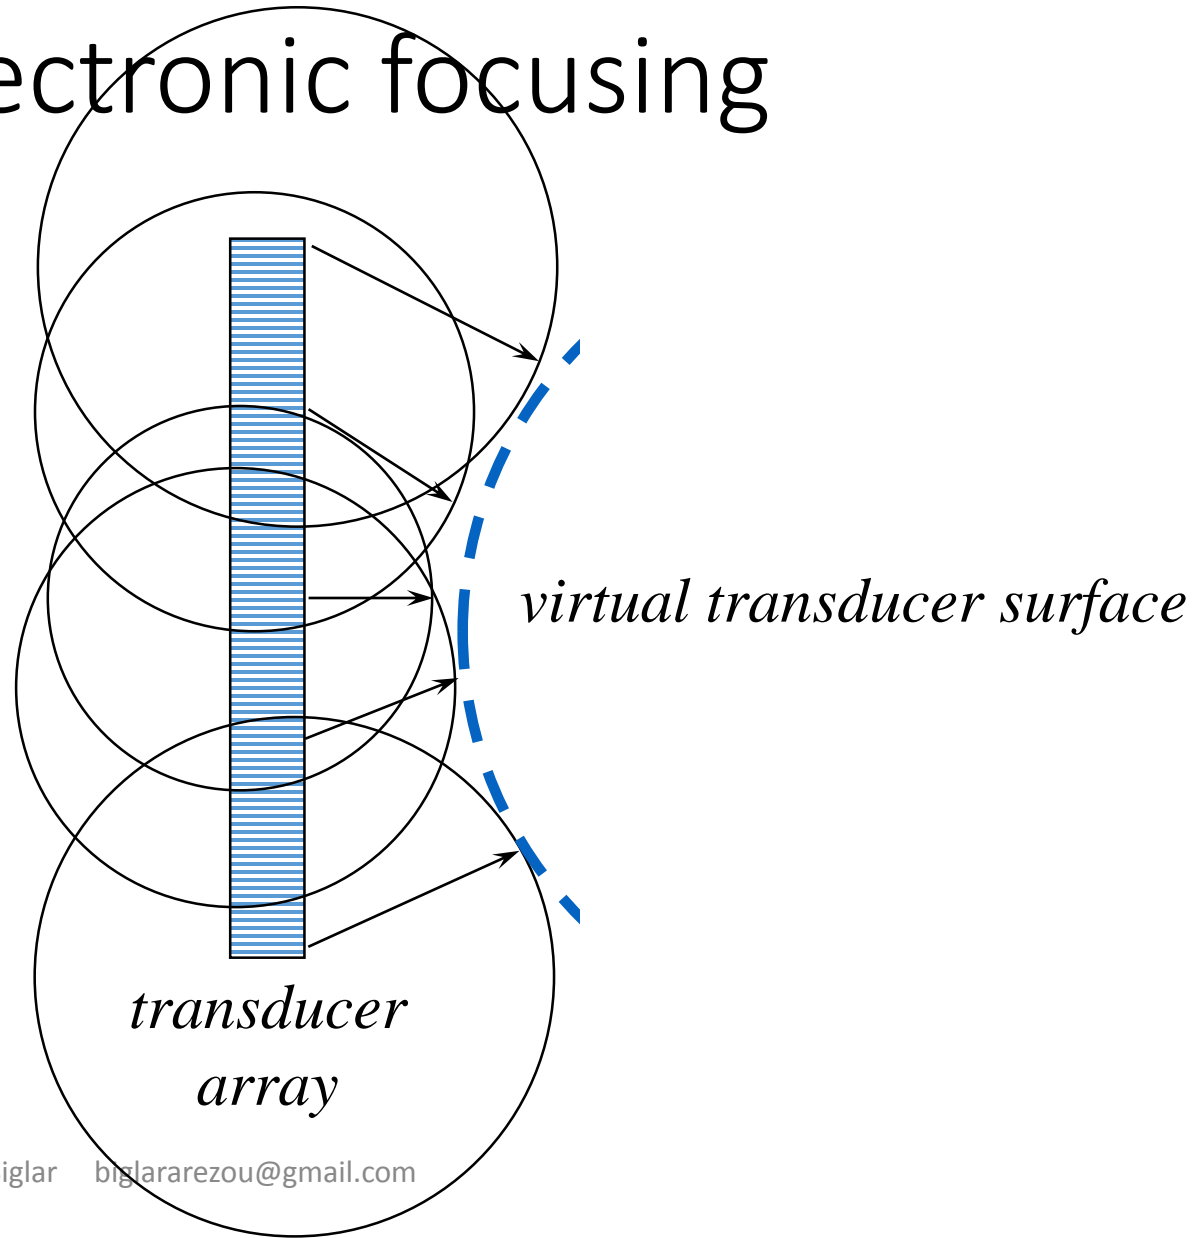 ectronic focusing
virtual transducer surface
transducer
array
iglar biglararezou@gmail.com